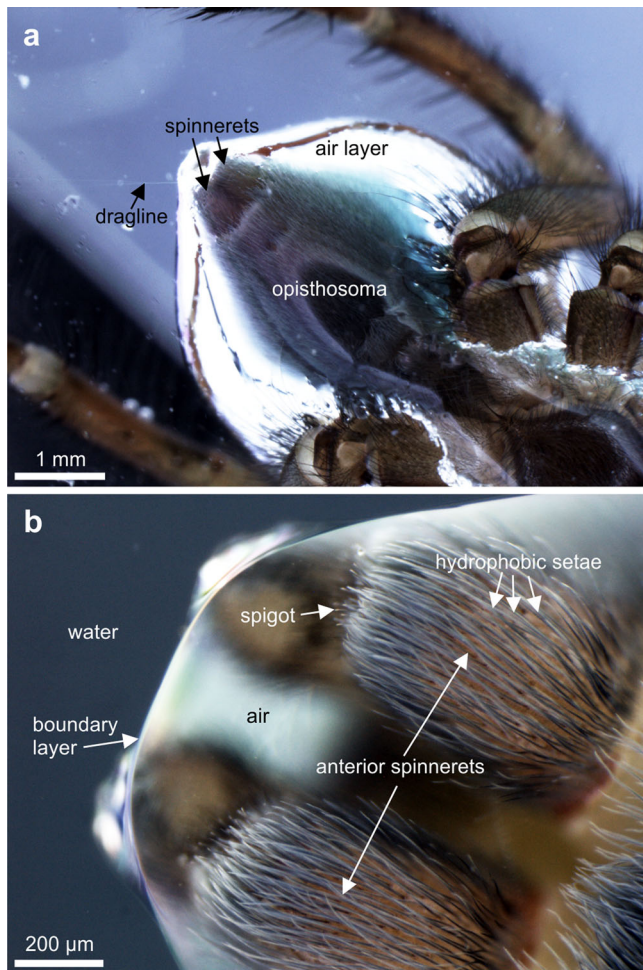 a
spinnerets
air layer
dragline
opisthosoma
1 mm
b
hydrophobic setae
spigot
water
air
boundary
layer
anterior spinnerets
200 µm